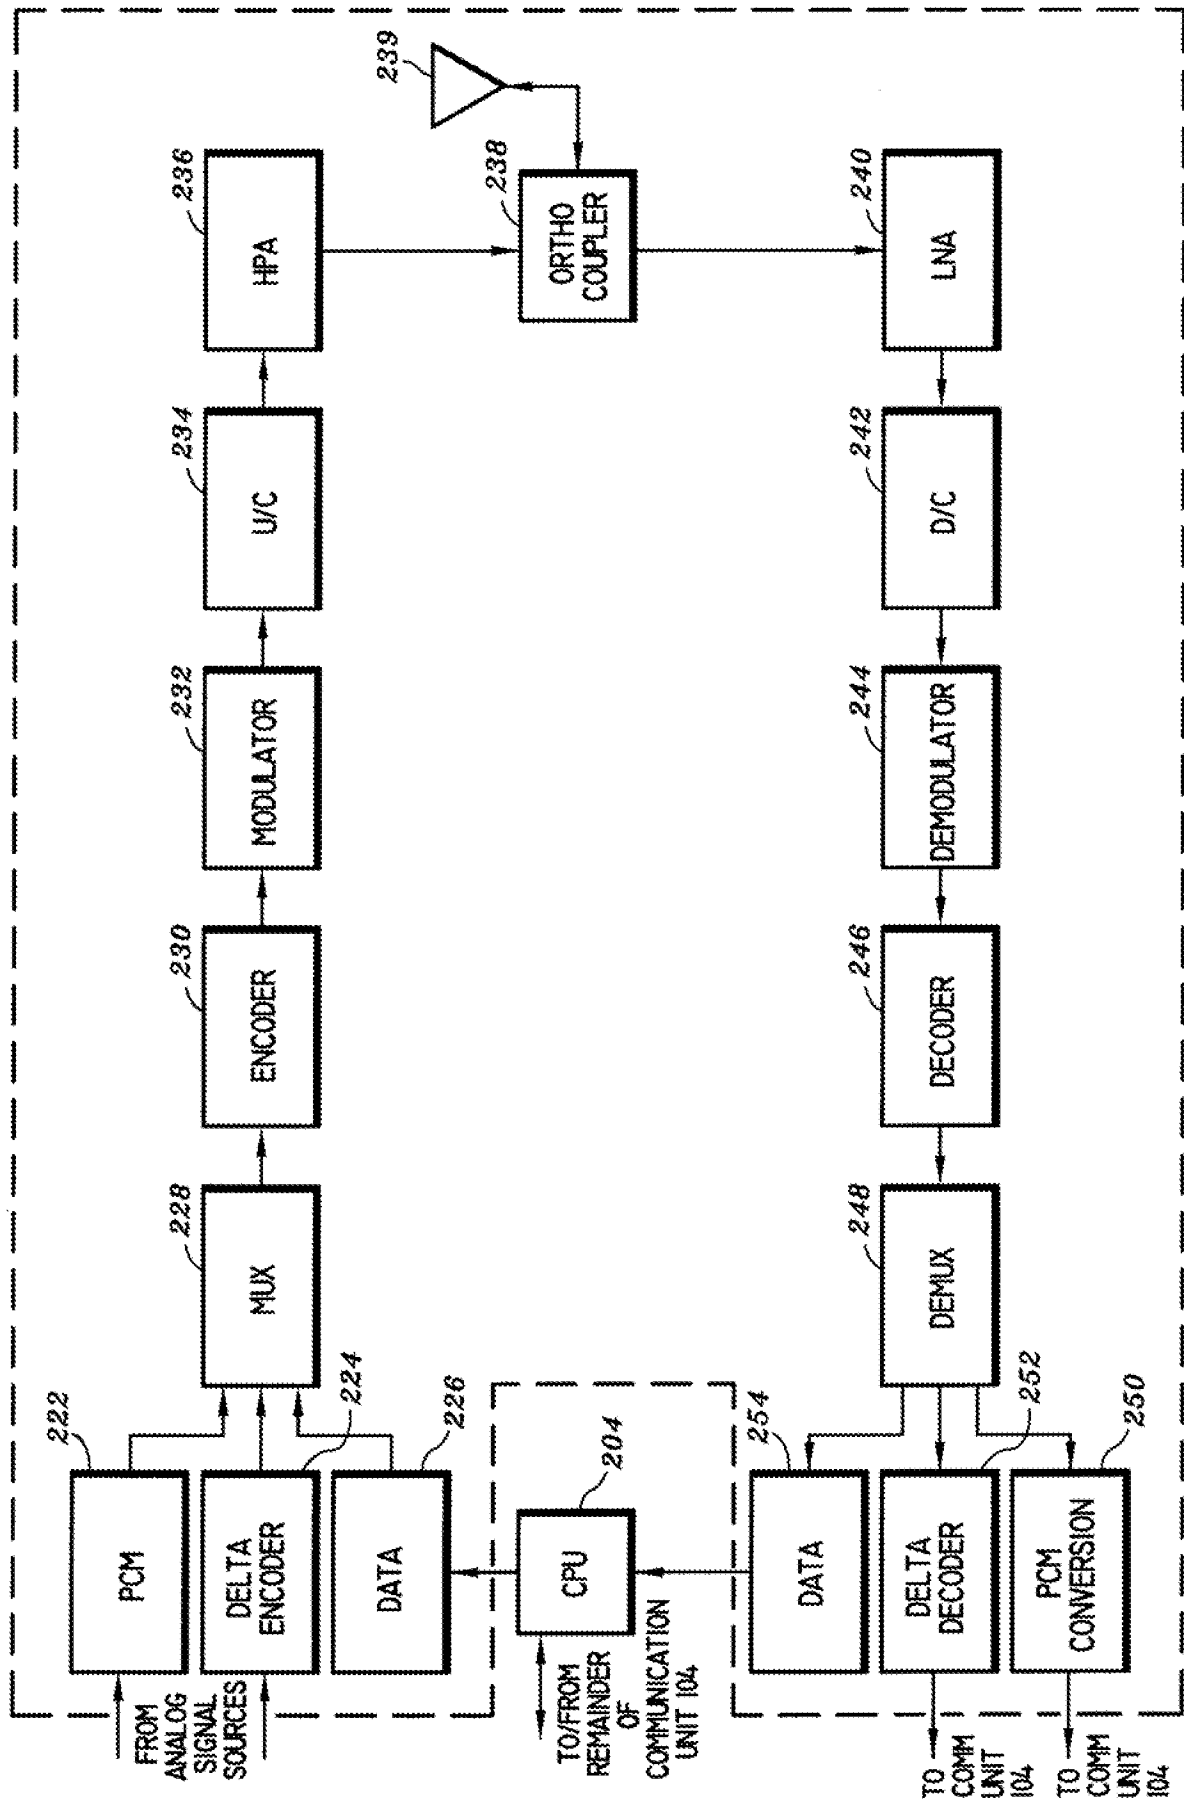 FROM
ANALOG
SIGNAL
SOURCES
PCM
222
DELTA
ENCODER
224
DATA
226
MUX
228
ENCODER
230
MODULATOR
232
U/C
234
HPA
236
ORTHO
COUPLER
238
239
CPU
204
TO/FROM
REMAINDER
OF
COMMUNICATION
UNIT 104
LNA
240
D/C
242
DEMODULATOR
244
DECODER
246
DEMUX
248
DATA
254
DELTA
DECODER
252
PCM
CONVERSION
250
TO
COMM
UNIT
104
TO
COMM
UNIT
104